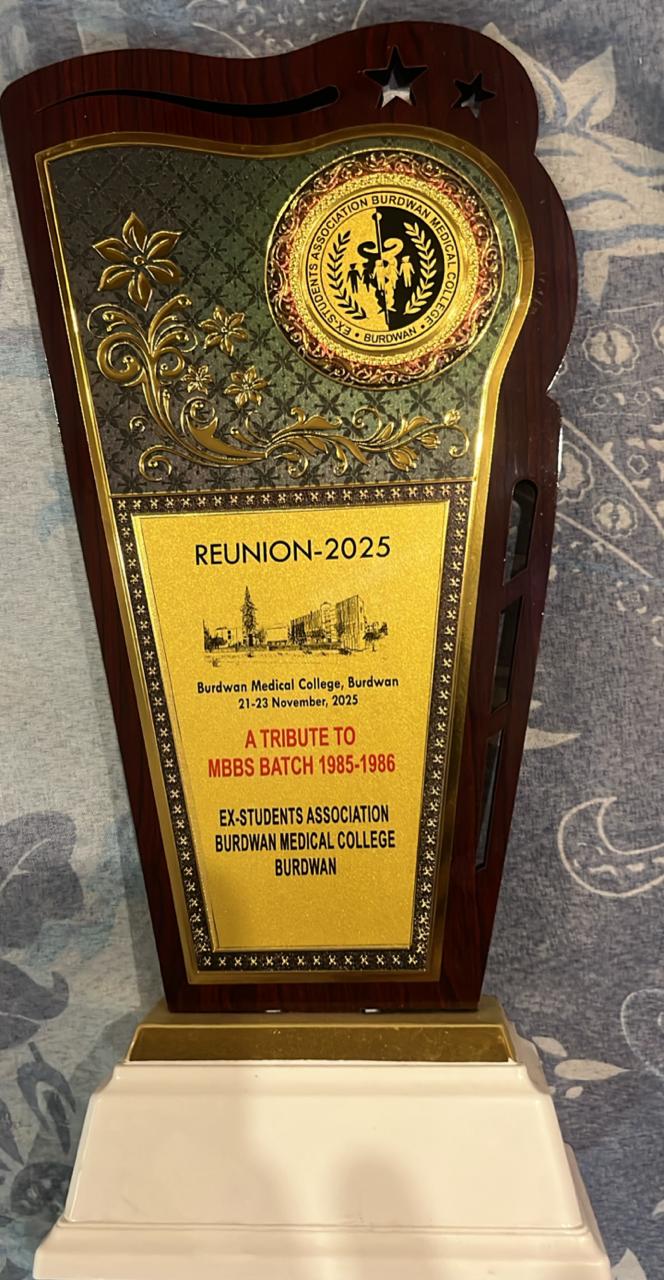 EX-STUDENTS ASSOCIATION BURDWAN MEDICAL COLLEGE
• BURDWAN •
REUNION-2025
Burdwan Medical College, Burdwan
21-23 November, 2025
A TRIBUTE TO
MBBS BATCH 1985-1986
EX-STUDENTS ASSOCIATION
BURDWAN MEDICAL COLLEGE
BURDWAN